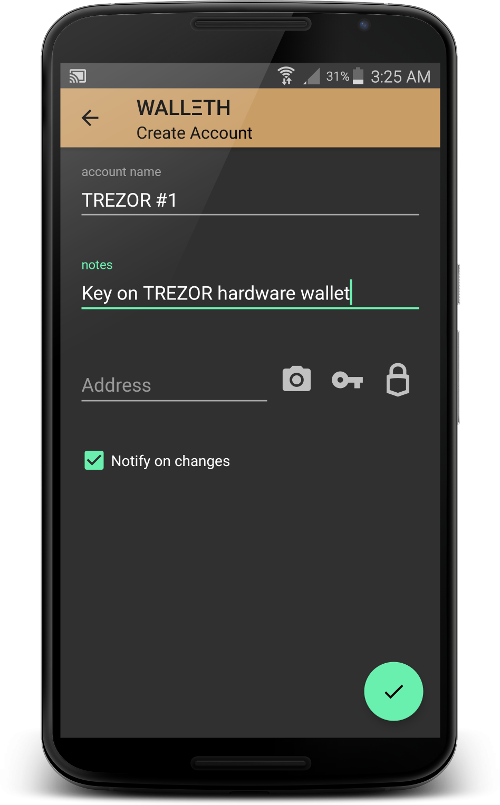 31% 3:25 AM
WALLΞTH
Create Account
account name
TREZOR #1
notes
Key on TREZOR hardware wallet
Address
Notify on changes